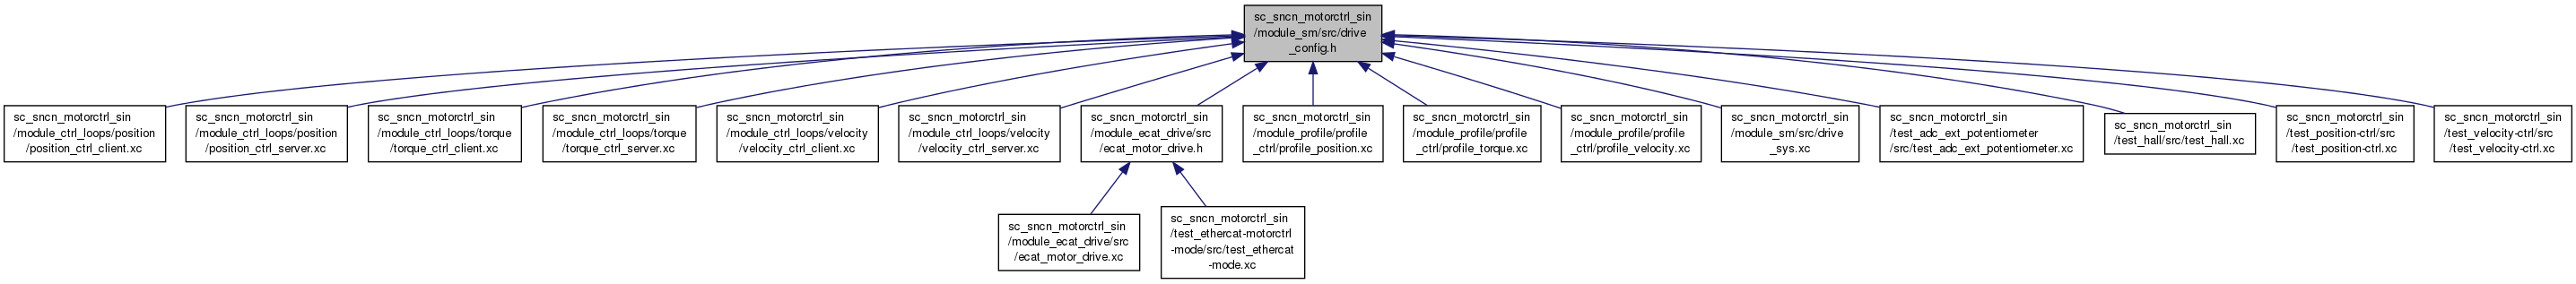 sc_sncn_motorctrl_sin
/module_sm/src/drive
_config.h
sc_sncn_motorctrl_sin
/module_ctrl_loops/position
/position_ctrl_client.xc
sc_sncn_motorctrl_sin
/module_ctrl_loops/position
/position_ctrl_server.xc
sc_sncn_motorctrl_sin
/module_ctrl_loops/torque
/torque_ctrl_client.xc
sc_sncn_motorctrl_sin
/module_ctrl_loops/torque
/torque_ctrl_server.xc
sc_sncn_motorctrl_sin
/module_ctrl_loops/velocity
/velocity_ctrl_client.xc
sc_sncn_motorctrl_sin
/module_ctrl_loops/velocity
/velocity_ctrl_server.xc
sc_sncn_motorctrl_sin
/module_ecat_drive/src
/ecat_motor_drive.h
sc_sncn_motorctrl_sin
/module_profile/profile
_ctrl/profile_position.xc
sc_sncn_motorctrl_sin
/module_profile/profile
_ctrl/profile_torque.xc
sc_sncn_motorctrl_sin
/module_profile/profile
_ctrl/profile_velocity.xc
sc_sncn_motorctrl_sin
/module_sm/src/drive
_sys.xc
sc_sncn_motorctrl_sin
/test_adc_ext_potentiometer
/src/test_adc_ext_potentiometer.xc
sc_sncn_motorctrl_sin
/test_hall/src/test_hall.xc
sc_sncn_motorctrl_sin
/test_position-ctrl/src
/test_position-ctrl.xc
sc_sncn_motorctrl_sin
/test_velocity-ctrl/src
/test_velocity-ctrl.xc
sc_sncn_motorctrl_sin
/module_ecat_drive/src
/ecat_motor_drive.xc
sc_sncn_motorctrl_sin
/test_ethercat-motorctrl
-mode/src/test_ethercat
-mode.xc